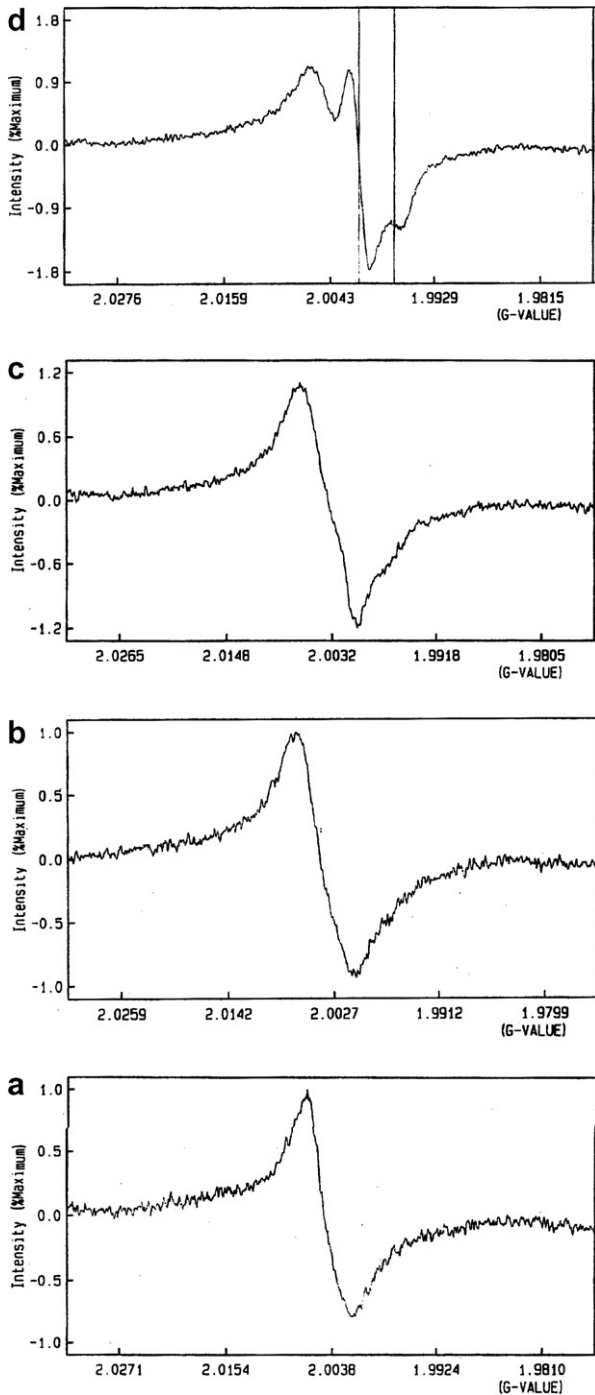 d
Intensity (%Maximum)
1.8
0.9
0.0
-0.9
-1.8
2.0276 2.0159 2.0043 1.9929 1.9815
(G-VALUE)
c
Intensity (%Maximum)
1.2
0.6
0.0
-0.6
-1.2
2.0265 2.0148 2.0032 1.9918 1.9805
(G-VALUE)
b
Intensity (%Maximum)
1.0
0.5
0.0
-0.5
-1.0
2.0259 2.0142 2.0027 1.9912 1.9799
(G-VALUE)
a
Intensity (%Maximum)
1.0
0.5
0.0
-0.5
-1.0
2.0271 2.0154 2.0038 1.9924 1.9810
(G-VALUE)